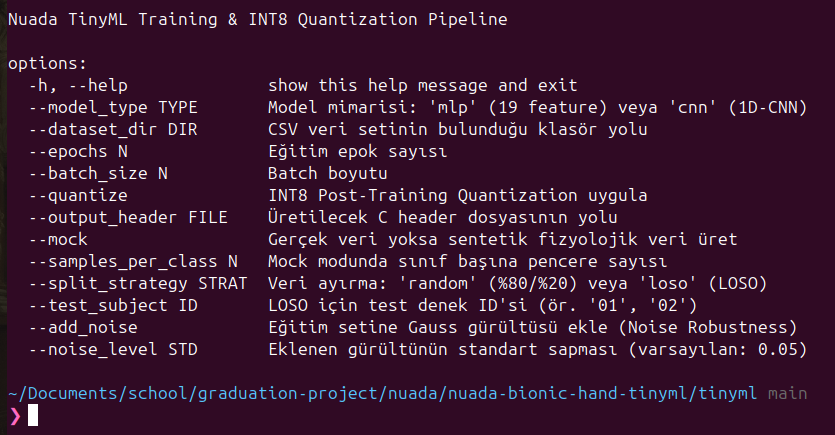 Nuada TinyML Training & INT8 Quantization Pipeline
options:
-h, --help show this help message and exit
--model_type TYPE Model mimarisi: 'mlp' (19 feature) veya 'cnn' (1D-CNN)
--dataset_dir DIR CSV veri setinin bulunduğu klasör yolu
--epochs N Eğitim epok sayısı
--batch_size N Batch boyutu
--quantize INT8 Post-Training Quantization uygula
--output_header FILE Üretilecek C header dosyasının yolu
--mock Gerçek veri yoksa sentetik fizyolojik veri üret
--samples_per_class N Mock modunda sınıf başına pencere sayısı
--split_strategy STRAT Veri ayırma: 'random' (%80/%20) veya 'loso' (LOSO)
--test_subject ID LOSO için test denek ID'si (ör. '01', '02')
--add_noise Eğitim setine Gauss gürültüsü ekle (Noise Robustness)
--noise_level STD Eklenen gürültünün standart sapması (varsayılan: 0.05)
~/Documents/school/graduation-project/nuada/nuada-bionic-hand-tinyml/tinyml main
❯